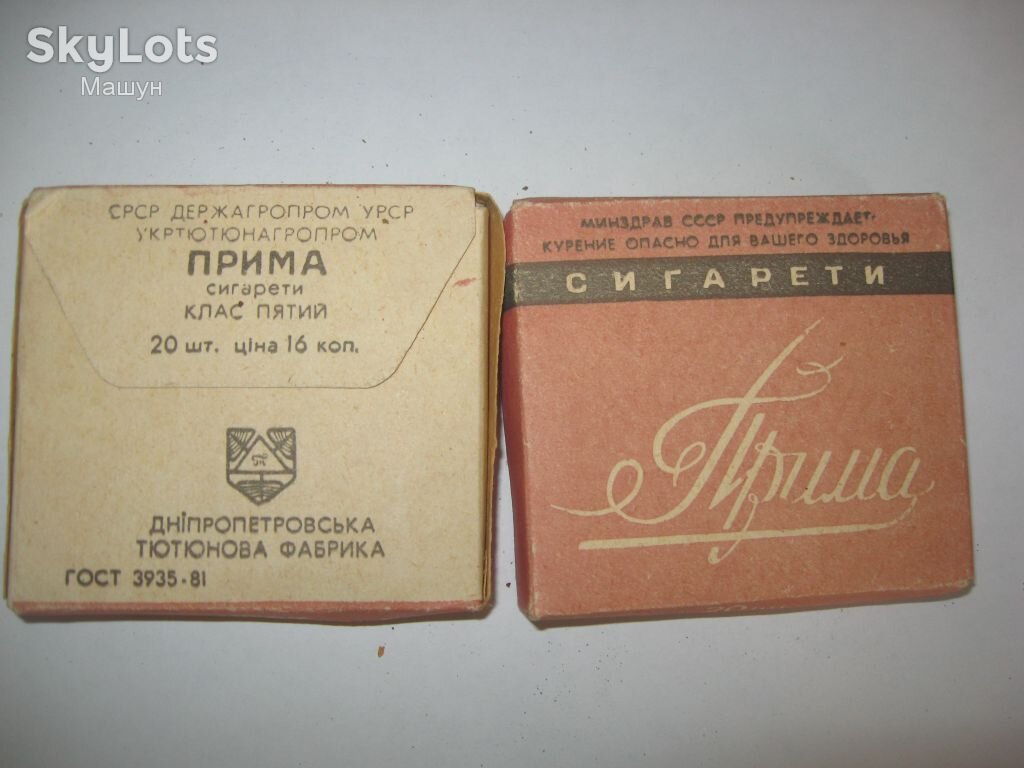 SkyLots
Машун
СРСР ДЕРЖАГРОПРОМ УРСР
УКРТЮТЮНАГРОПРОМ
ПРИМА
сигарети
КЛАС ПЯТИЙ
20 шт. ціна 16 коп.
ДНІПРОПЕТРОВСЬКА
ТЮТЮНОВА ФАБРИКА
ГОСТ 3935-81
МИНЗДРАВ СССР ПРЕДУПРЕЖДАЕТ:
КУРЕНИЕ ОПАСНО ДЛЯ ВАШЕГО ЗДОРОВЬЯ
СИГАРЕТИ
Прима